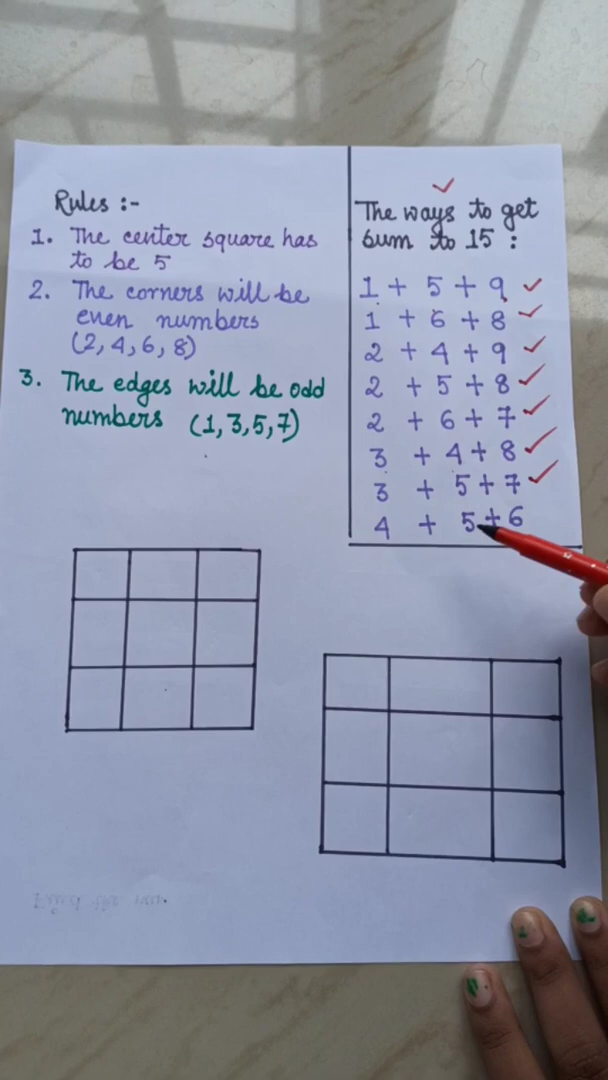 Rules :-
1. The center square has
to be 5
2. The corners will be
even numbers
(2, 4, 6, 8)
3. The edges will be odd
numbers (1,3,5,7)
The ways to get
sum to 15 :
1 + 5 + 9
1 + 6 + 8
2 + 4 + 9
2 + 5 + 8
2 + 6 + 7
3 + 4 + 8
3 + 5 + 7
4 + 5 + 6